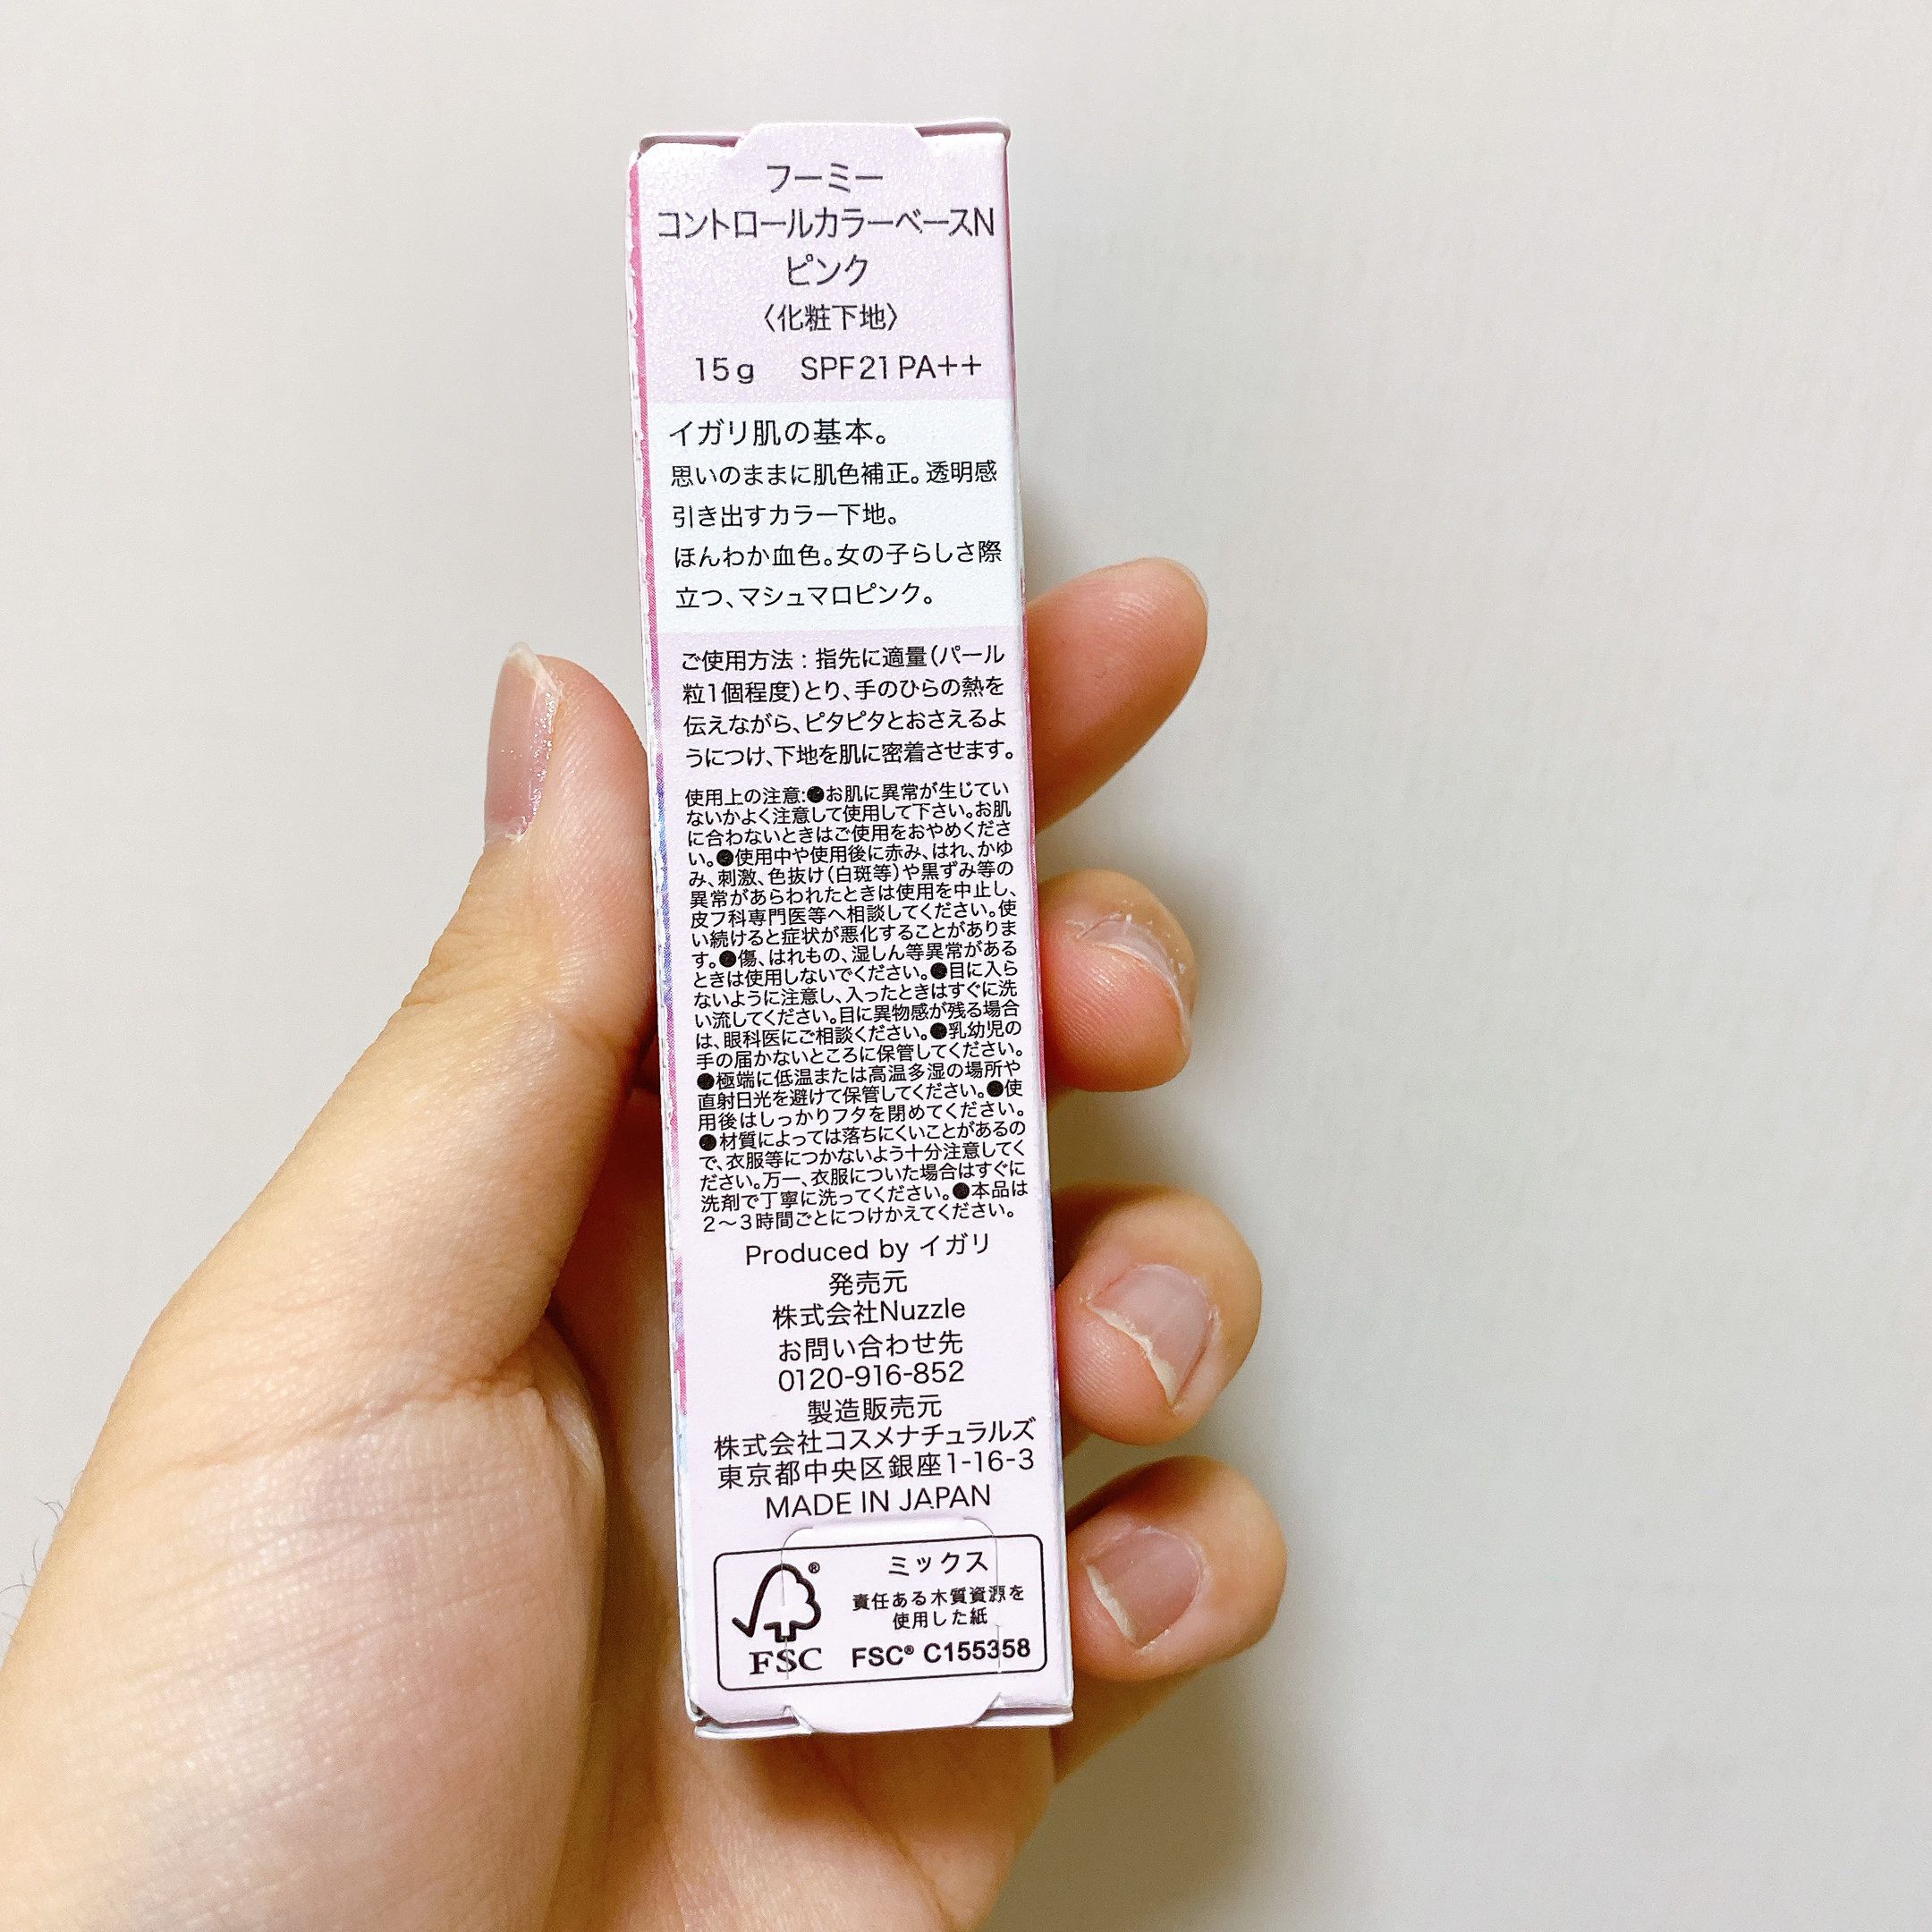 フーミー
コントロールカラーベースN
ピンク
〈化粧下地〉
15g SPF21 PA++
イガリ肌の基本。
思いのままに肌色補正。透明感
引き出すカラー下地。
ほんわか血色。女の子らしさ際
立つ、マシュマロピンク。
ご使用方法：指先に適量(パール
粒1個程度)とり、手のひらの熱を
伝えながら、ピタピタとおさえるよ
うにつけ、下地を肌に密着させます。
使用上の注意:●お肌に異常が生じてい
ないかよく注意して使用して下さい。お肌
に合わないときはご使用をおやめくださ
い。●使用中や使用後に赤み、はれ、かゆ
み、刺激、色抜け(白斑等)や黒ずみ等の
異常があらわれたときは使用を中止し、
皮フ科専門医等へ相談してください。使
い続けると症状が悪化することがありま
す。●傷、はれもの、湿しん等異常がある
ときは使用しないでください。●目に入ら
ないように注意し、入ったときはすぐに洗
い流してください。目に異物感が残る場合
は、眼科医にご相談ください。●乳幼児の
手の届かないところに保管してください。
●極端に低温または高温多湿の場所や
直射日光を避けて保管してください。●使
用後はしっかりフタを閉めてください。
●材質によっては落ちにくいことがあるの
で、衣服等につかないよう十分注意してく
ださい。万一、衣服についた場合はすぐに
洗剤で丁寧に洗ってください。●本品は
2～3時間ごとにつけかえてください。
Produced by イガリ
発売元
株式会社Nuzzle
お問い合わせ先
0120-916-852
製造販売元
株式会社コスメナチュラルズ
東京都中央区銀座1-16-3
MADE IN JAPAN
®
FSC
ミックス
責任ある木質資源を
使用した紙
FSC® C155358